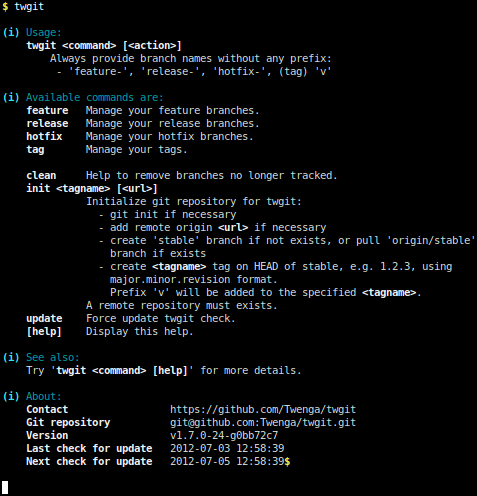 $ twgit
(i) Usage:
twgit <command> [<action>]
Always provide branch names without any prefix:
- 'feature-', 'release-', 'hotfix-', (tag) 'v'
(i) Available commands are:
feature Manage your feature branches.
release Manage your release branches.
hotfix Manage your hotfix branches.
tag Manage your tags.
clean Help to remove branches no longer tracked.
init <tagname> [<url>]
Initialize git repository for twgit:
- git init if necessary
- add remote origin <url> if necessary
- create 'stable' branch if not exists, or pull 'origin/stable'
branch if exists
- create <tagname> tag on HEAD of stable, e.g. 1.2.3, using
major.minor.revision format.
Prefix 'v' will be added to the specified <tagname>.
A remote repository must exists.
update Force update twgit check.
[help] Display this help.
(i) See also:
Try 'twgit <command> [help]' for more details.
(i) About:
Contact https://github.com/Twenga/twgit
Git repository git@github.com:Twenga/twgit.git
Version v1.7.0-24-g0bb72c7
Last check for update 2012-07-03 12:58:39
Next check for update 2012-07-05 12:58:39$